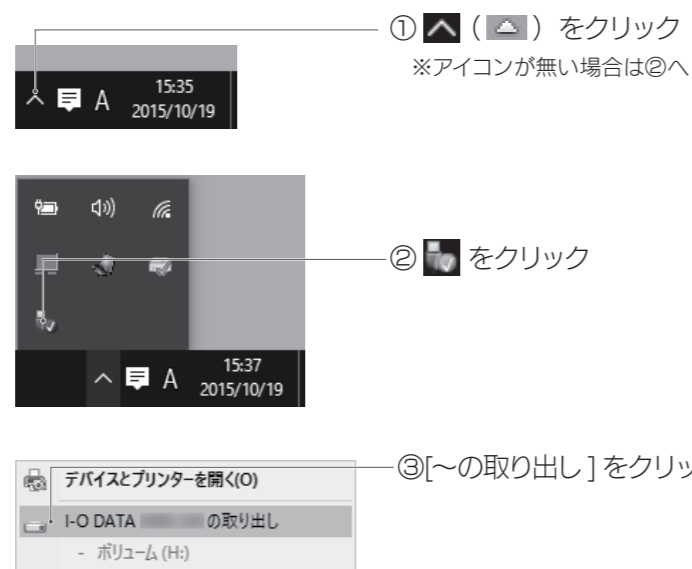 ① (　) をクリック
※アイコンが無い場合は②へ
A
15:35
2015/10/19
② をクリック
15:37
A
2015/10/19
③[～の取り出し]をクリッ
デバイスとプリンターを開く(O)
I-O DATA の取り出し
- ボリューム (H:)